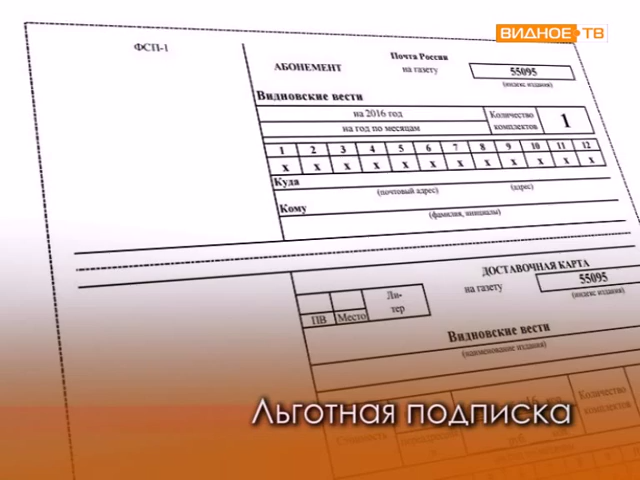 ВИДНОЕ ТВ
ФСП-1
Почта России
АБОНЕМЕНТ на газету 55095
(индекс издания)
Видновские вести
на 2016 год
на год по месяцам
Количество комплектов 1
1 2 3 4 5 6 7 8 9 10 11 12
х х х х х х х х х х х х
Куда
(почтовый адрес) (адрес)
Кому
(фамилия, инициалы)
ДОСТАВОЧНАЯ КАРТА
на газету 55095
(индекс издания)
ПВ Место Ли-
тер
Видновские вести
(наименование издания)
Количество
комплектов
Льготная подписка